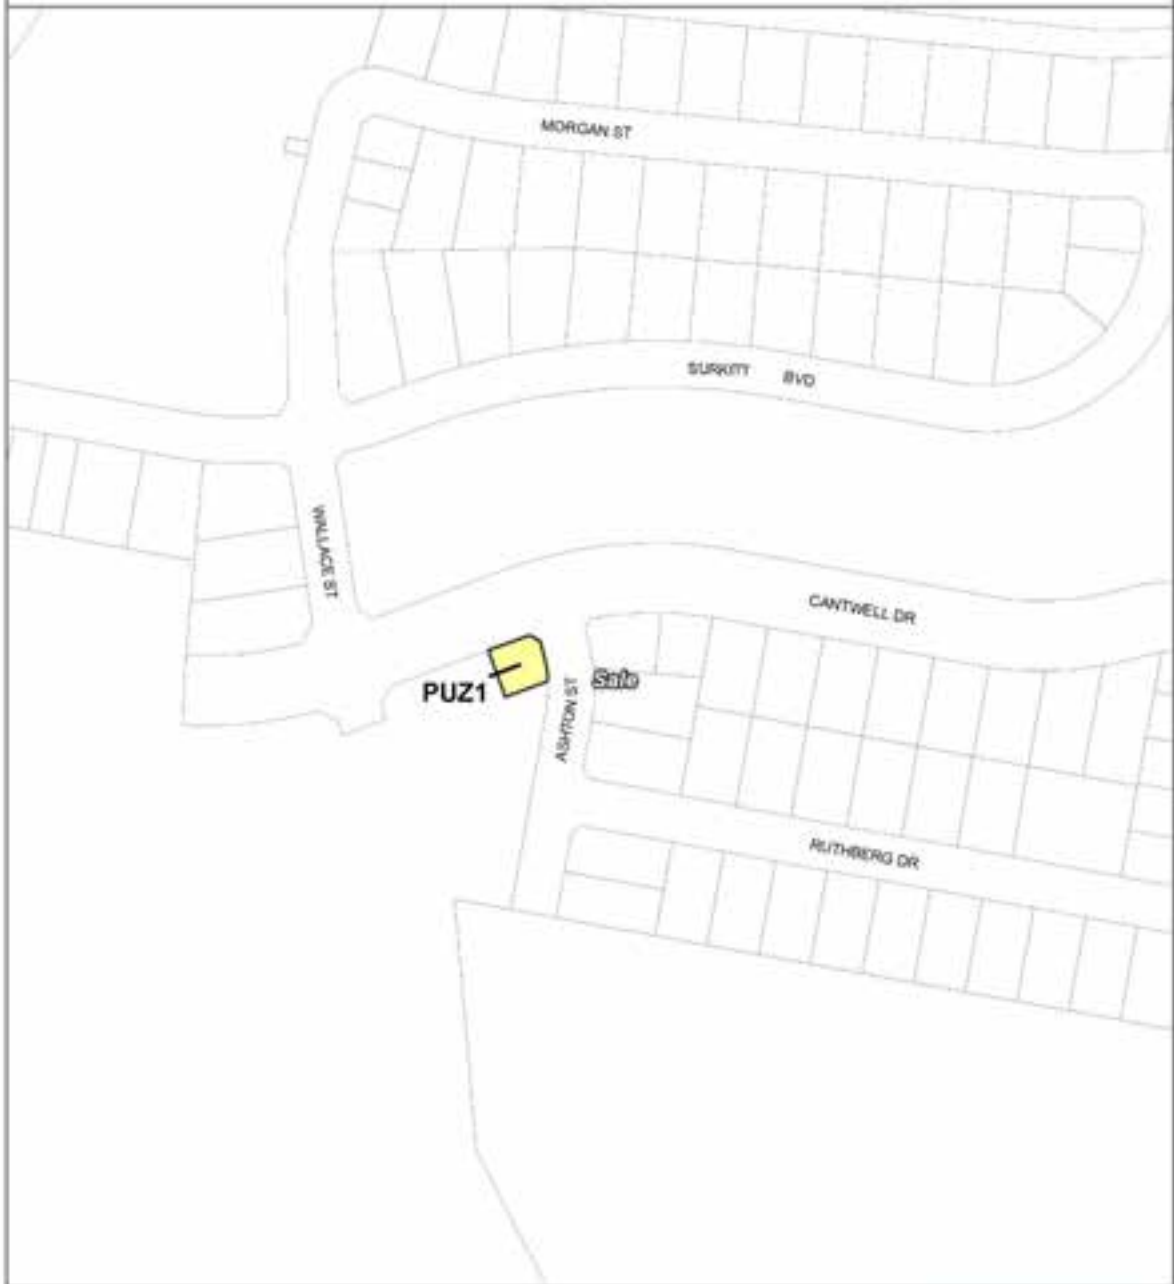 MORGAN ST
SURKITT BVD
WALLACE ST
CANTWELL DR
PUZ1
Sale
ASHTON ST
RUTHBERG DR